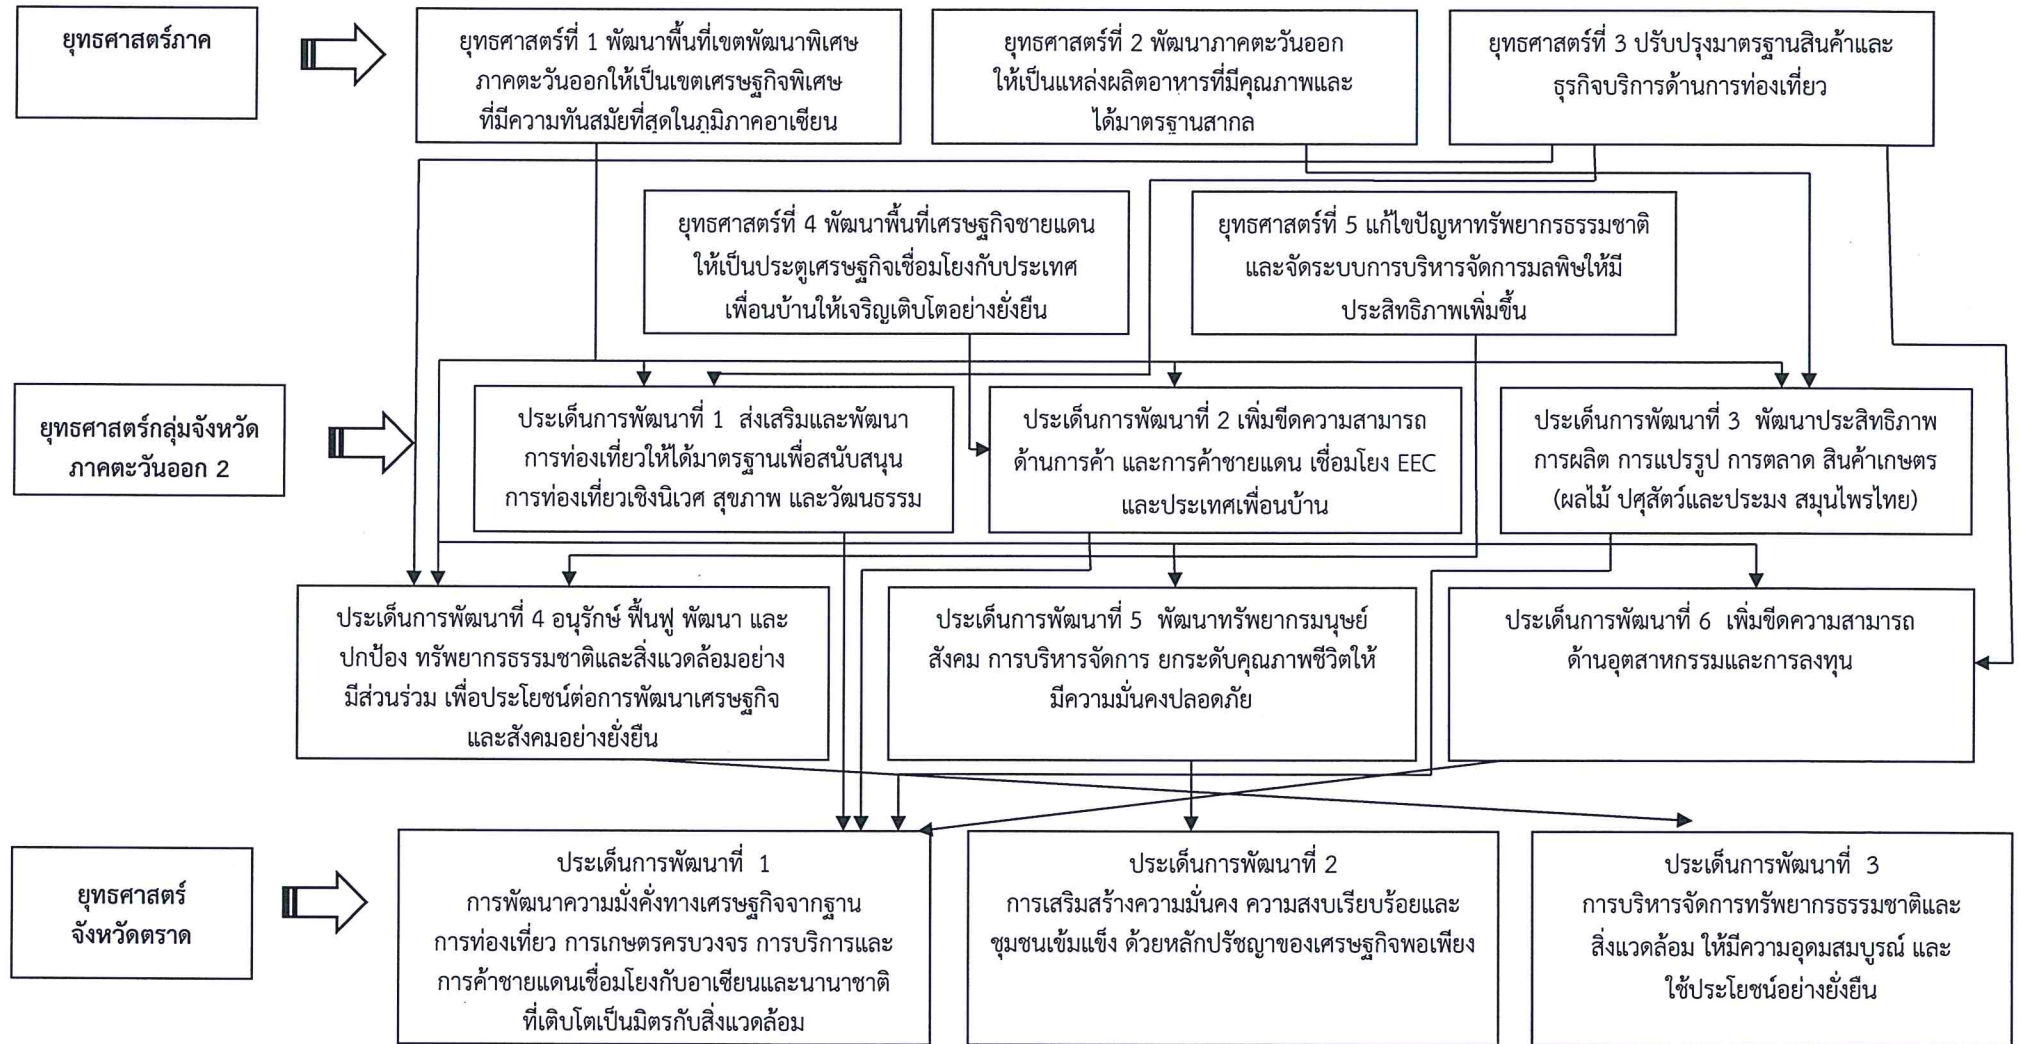 ยุทธศาสตร์ภาค
ยุทธศาสตร์ที่ 1 พัฒนาพื้นที่เขตพัฒนาพิเศษ
ภาคตะวันออกให้เป็นเขตเศรษฐกิจพิเศษ
ที่มีความทันสมัยที่สุดในภูมิภาคอาเซียน
ยุทธศาสตร์ที่ 2 พัฒนาภาคตะวันออก
ให้เป็นแหล่งผลิตอาหารที่มีคุณภาพและ
ได้มาตรฐานสากล
ยุทธศาสตร์ที่ 3 ปรับปรุงมาตรฐานสินค้าและ
ธุรกิจบริการด้านการท่องเที่ยว
ยุทธศาสตร์ที่ 4 พัฒนาพื้นที่เศรษฐกิจชายแดน
ให้เป็นประตูเศรษฐกิจเชื่อมโยงกับประเทศ
เพื่อนบ้านให้เจริญเติบโตอย่างยั่งยืน
ยุทธศาสตร์ที่ 5 แก้ไขปัญหาทรัพยากรธรรมชาติ
และจัดระบบการบริหารจัดการมลพิษให้มี
ประสิทธิภาพเพิ่มขึ้น
ยุทธศาสตร์กลุ่มจังหวัด
ภาคตะวันออก 2
ประเด็นการพัฒนาที่ 1 ส่งเสริมและพัฒนา
การท่องเที่ยวให้ได้มาตรฐานเพื่อสนับสนุน
การท่องเที่ยวเชิงนิเวศ สุขภาพ และวัฒนธรรม
ประเด็นการพัฒนาที่ 2 เพิ่มขีดความสามารถ
ด้านการค้า และการค้าชายแดน เชื่อมโยง EEC
และประเทศเพื่อนบ้าน
ประเด็นการพัฒนาที่ 3 พัฒนาประสิทธิภาพ
การผลิต การแปรรูป การตลาด สินค้าเกษตร
(ผลไม้ ปศุสัตว์และประมง สมุนไพรไทย)
ประเด็นการพัฒนาที่ 4 อนุรักษ์ ฟื้นฟู พัฒนา และ
ปกป้อง ทรัพยากรธรรมชาติและสิ่งแวดล้อมอย่าง
มีส่วนร่วม เพื่อประโยชน์ต่อการพัฒนาเศรษฐกิจ
และสังคมอย่างยั่งยืน
ประเด็นการพัฒนาที่ 5 พัฒนาทรัพยากรมนุษย์
สังคม การบริหารจัดการ ยกระดับคุณภาพชีวิตให้
มีความมั่นคงปลอดภัย
ประเด็นการพัฒนาที่ 6 เพิ่มขีดความสามารถ
ด้านอุตสาหกรรมและการลงทุน
ยุทธศาสตร์
จังหวัดตราด
ประเด็นการพัฒนาที่ 1
การพัฒนาความมั่งคั่งทางเศรษฐกิจจากฐาน
การท่องเที่ยว การเกษตรครบวงจร การบริการและ
การค้าชายแดนเชื่อมโยงกับอาเซียนและนานาชาติ
ที่เติบโตเป็นมิตรกับสิ่งแวดล้อม
ประเด็นการพัฒนาที่ 2
การเสริมสร้างความมั่นคง ความสงบเรียบร้อยและ
ชุมชนเข้มแข็ง ด้วยหลักปรัชญาของเศรษฐกิจพอเพียง
ประเด็นการพัฒนาที่ 3
การบริหารจัดการทรัพยากรธรรมชาติและ
สิ่งแวดล้อม ให้มีความอุดมสมบูรณ์ และ
ใช้ประโยชน์อย่างยั่งยืน